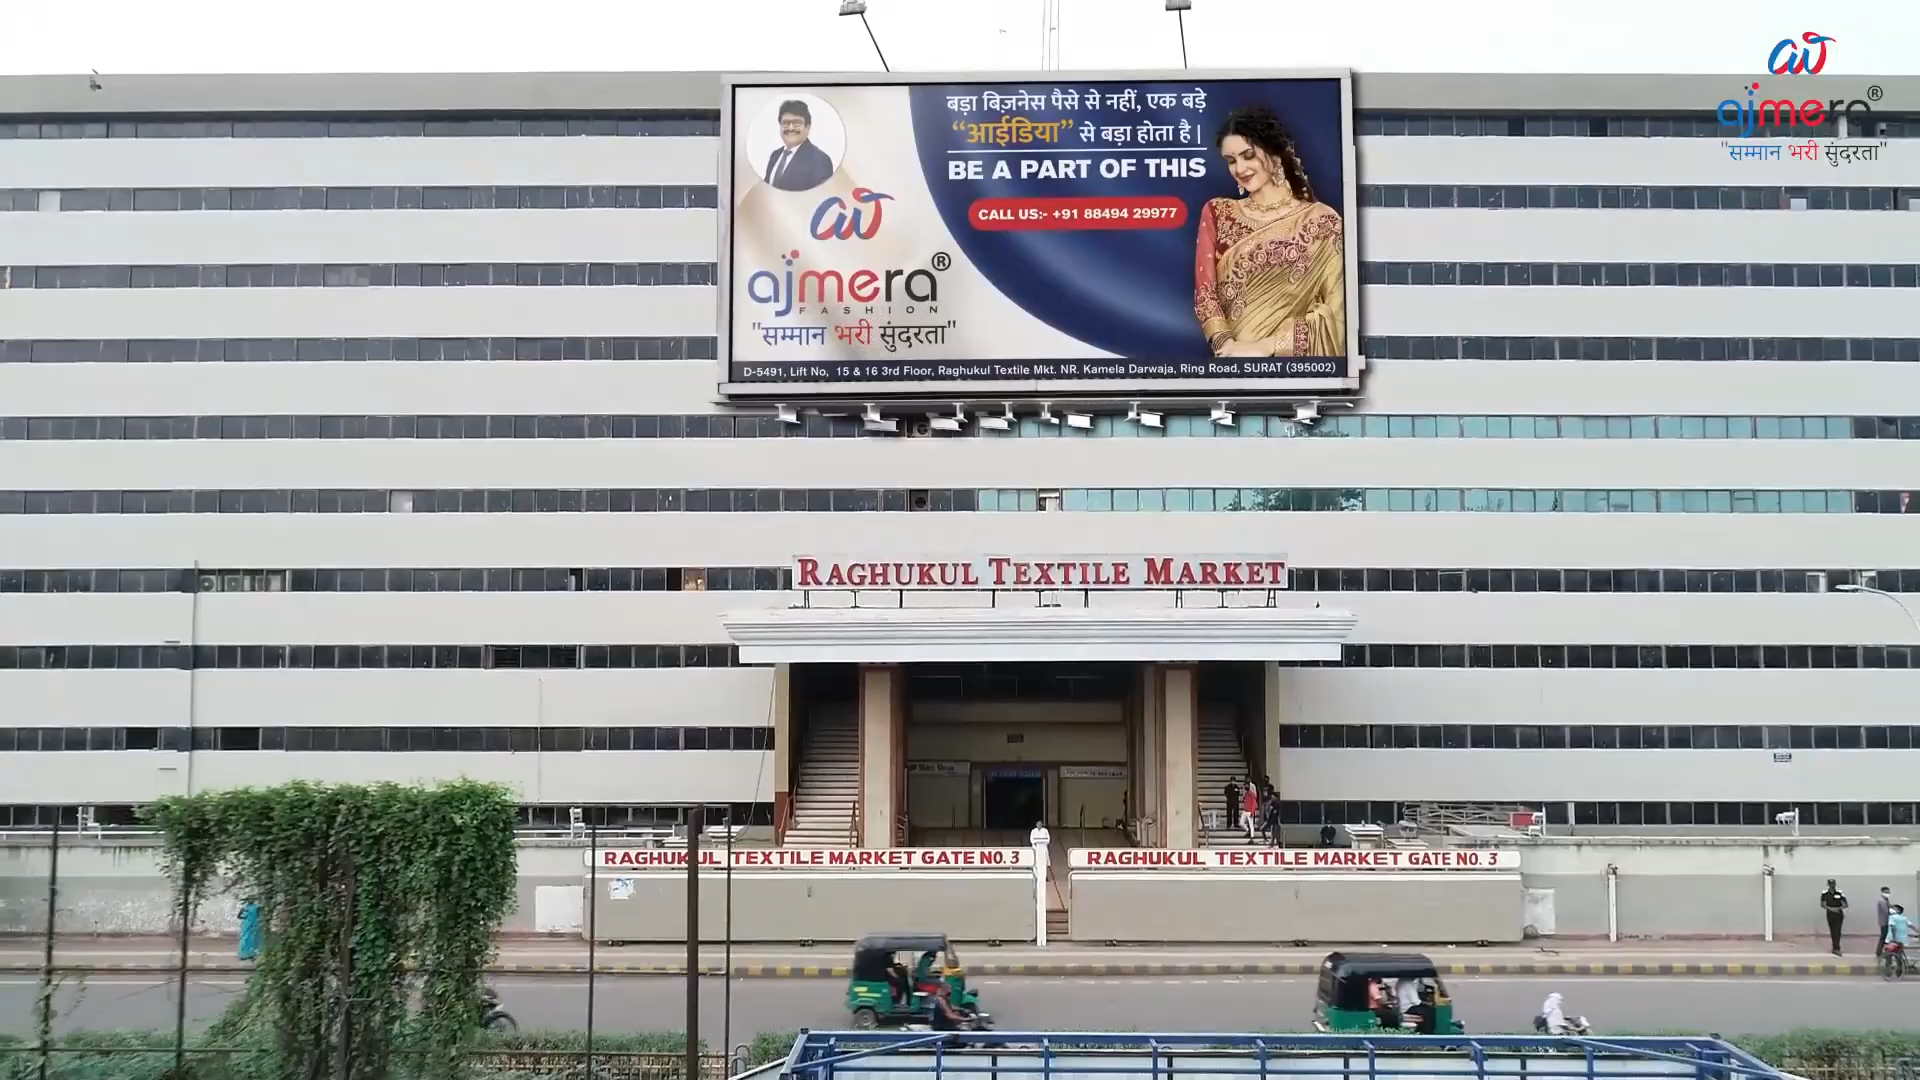 बड़ा बिज़नेस पैसे से नहीं, एक बड़े
“आईडिया” से बड़ा होता है |
BE A PART OF THIS
CALL US:- +91 88494 29977
ajmera®
FASHION
"सम्मान भरी सुंदरता"
D-5491, Lift No, 15 & 16 3rd Floor, Raghukul Textile Mkt. NR. Kamela Darwaja, Ring Road, SURAT (395002)
ajmera®
"सम्मान भरी सुंदरता"
RAGHUKUL TEXTILE MARKET
RAGHUKUL TEXTILE MARKET GATE NO. 3
RAGHUKUL TEXTILE MARKET GATE NO. 3